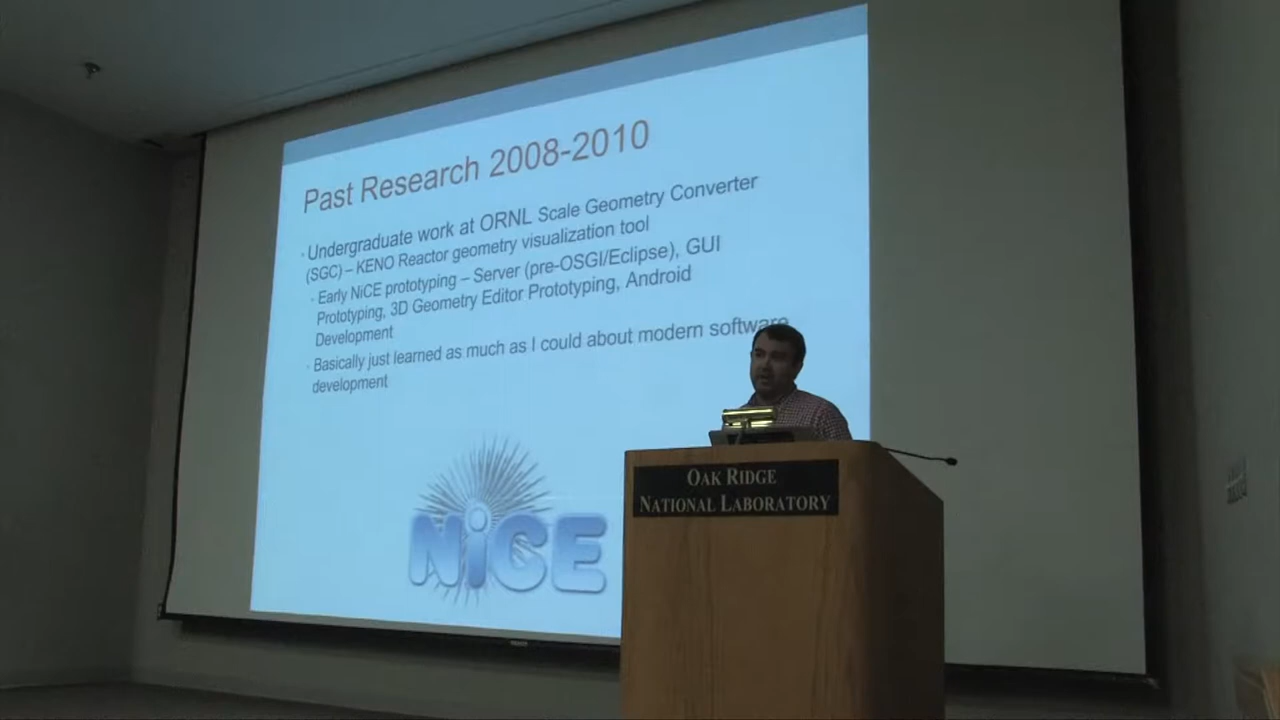 Past Research 2008-2010
Undergraduate work at ORNL Scale Geometry Converter
(SGC) – KENO Reactor geometry visualization tool
Early NiCE prototyping – Server (pre-OSGI/Eclipse), GUI
Prototyping, 3D Geometry Editor Prototyping, Android
Development
Basically just learned as much as I could about modern software
development
NiCE
OAK RIDGE
NATIONAL LABORATORY